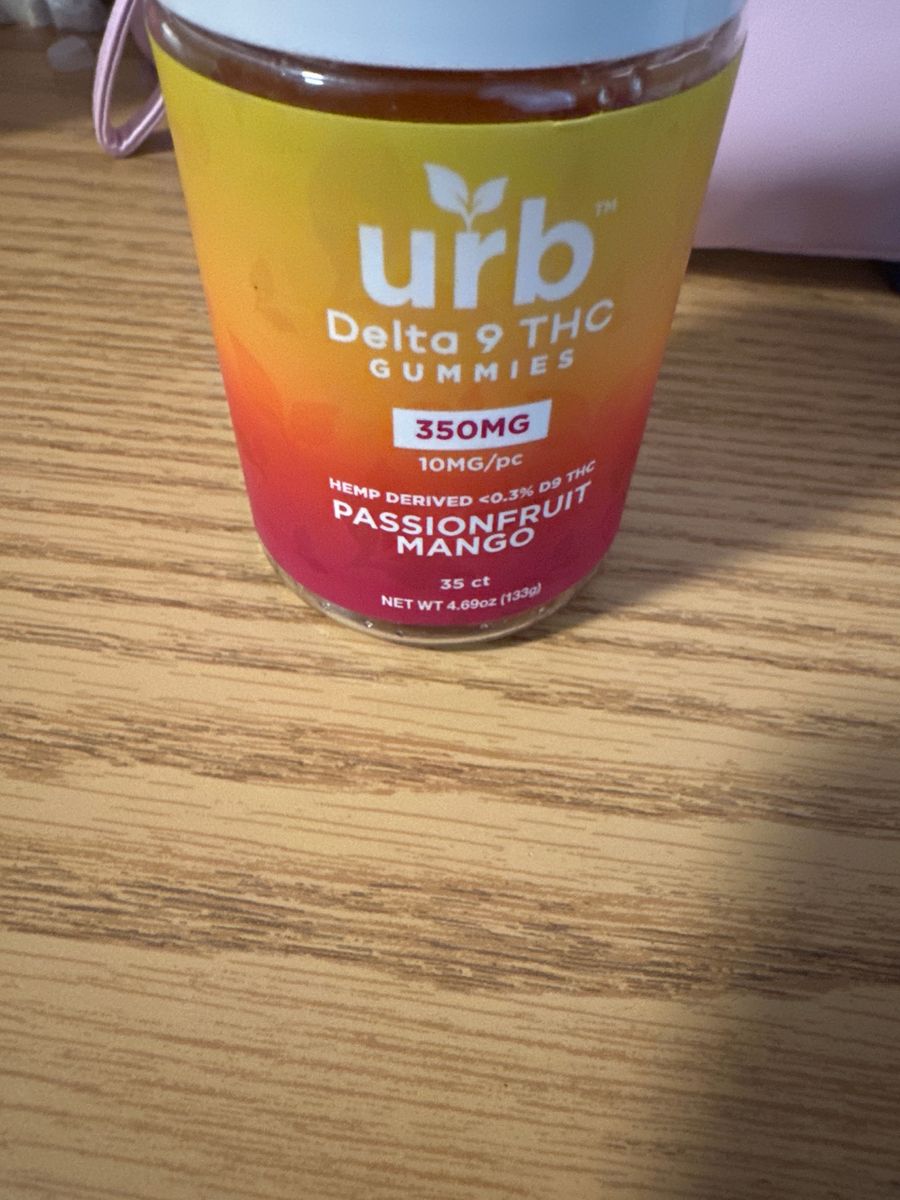 urb™
Delta 9 THC
GUMMIES
350MG
10MG/pc
HEMP DERIVED <0.3% D9 THC
PASSIONFRUIT
MANGO
35 ct
NET WT 4.69oz (133g)